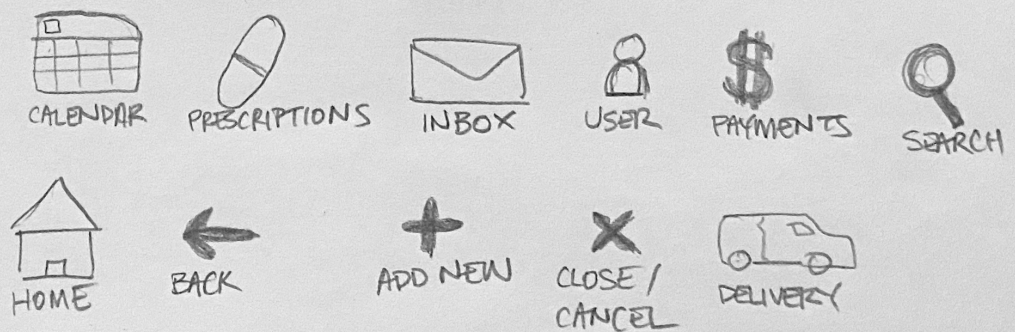 CALENDAR
PRESCRIPTIONS
INBOX
USER
$
PAYMENTS
SEARCH
HOME
BACK
ADD NEW
CLOSE /
CANCEL
DELIVERY